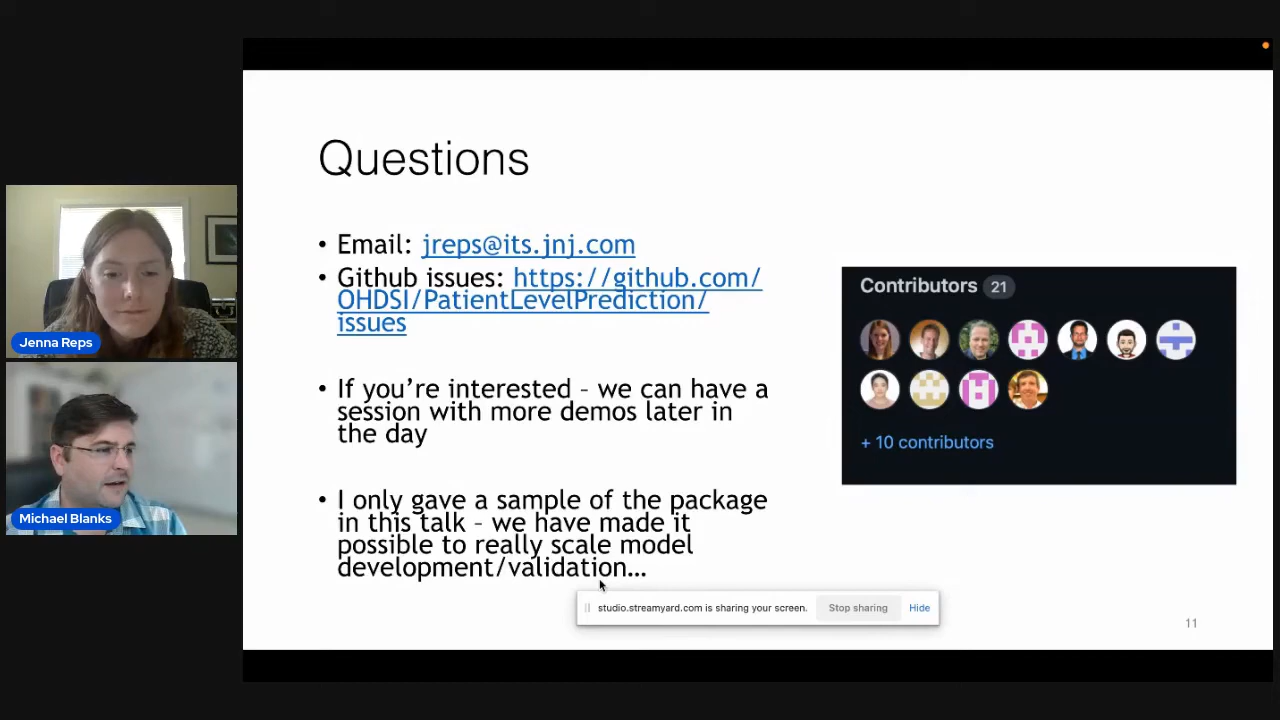 Questions
• Email: jreps@its.jnj.com
• Github issues: https://github.com/
OHDSI/PatientLevelPrediction/
issues
• If you’re interested – we can have a
session with more demos later in
the day
• I only gave a sample of the package
in this talk – we have made it
possible to really scale model
development/validation…
Contributors 21
+ 10 contributors
Jenna Reps
Michael Blanks
studio.streamyard.com is sharing your screen. Stop sharing Hide
11